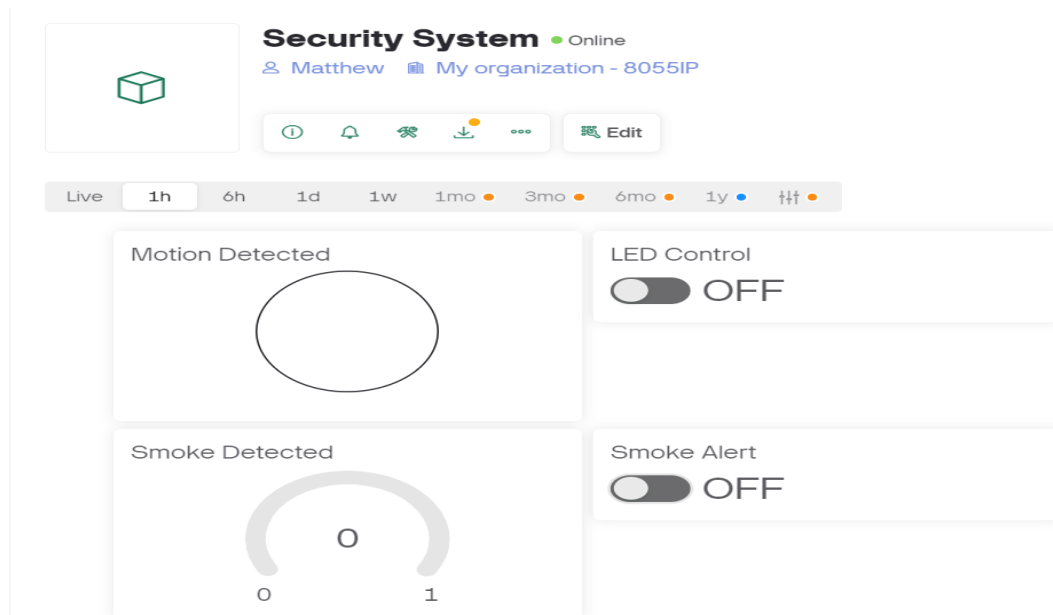 Security System Online
Matthew My organization - 8055IP
Edit
Live 1h 6h 1d 1w 1mo 3mo 6mo 1y
Motion Detected
LED Control
OFF
Smoke Detected
0
0 1
Smoke Alert
OFF